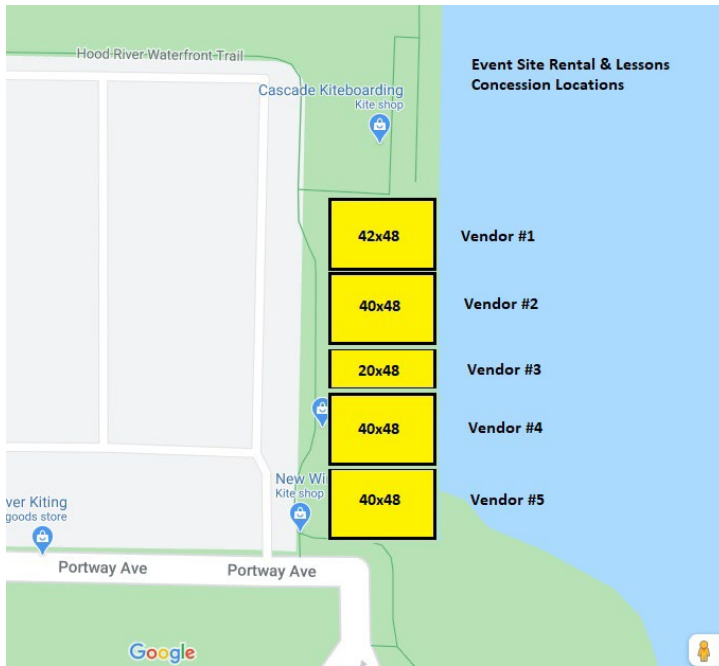 Hood River Waterfront Trail
Event Site Rental & Lessons
Concession Locations
Cascade Kiteboarding
Kite shop
42x48
Vendor #1
40x48
Vendor #2
20x48
Vendor #3
40x48
Vendor #4
New Wi
Kite shop
40x48
Vendor #5
ver Kiting
goods store
Portway Ave
Portway Ave
Google